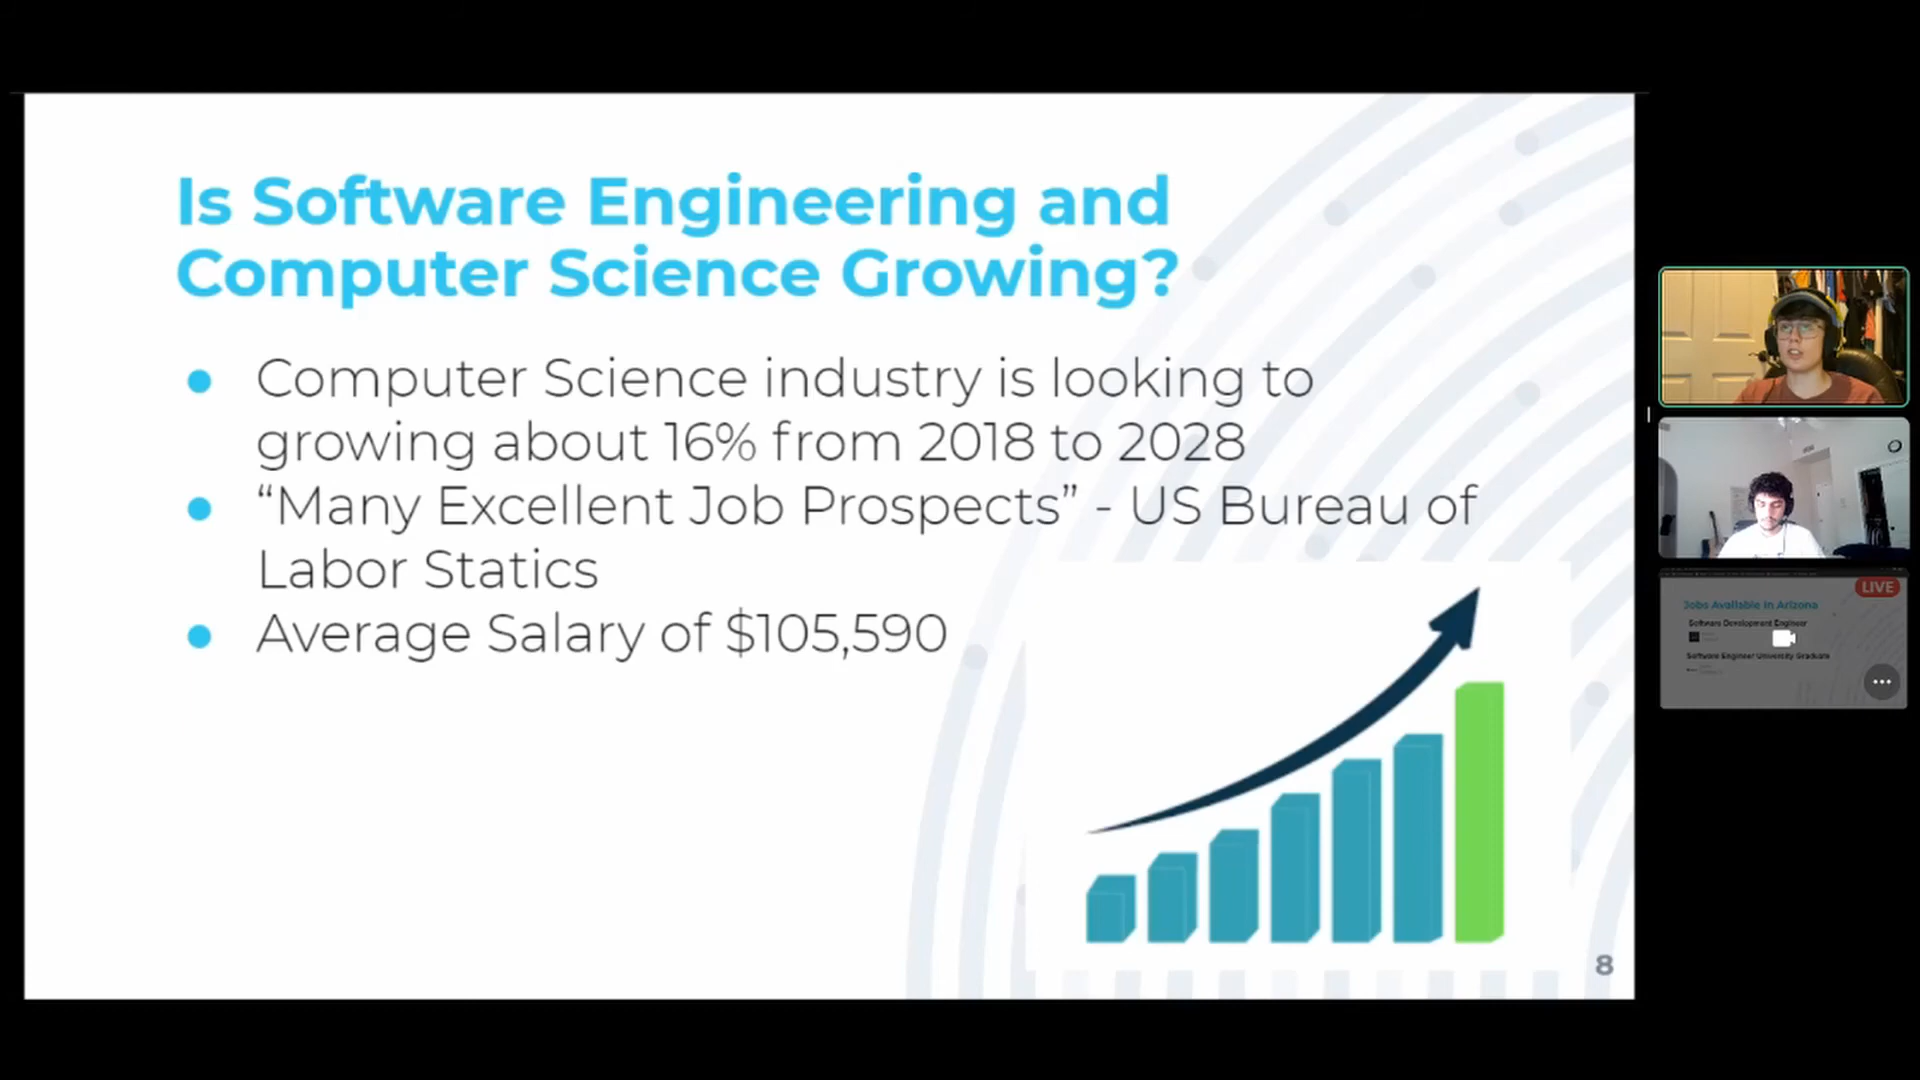 Is Software Engineering and
Computer Science Growing?
● Computer Science industry is looking to
growing about 16% from 2018 to 2028
● “Many Excellent Job Prospects” - US Bureau of
Labor Statics
● Average Salary of $105,590
8
LIVE
Jobs Available in Arizona
Software Development Engineer
Software Engineer University Graduate